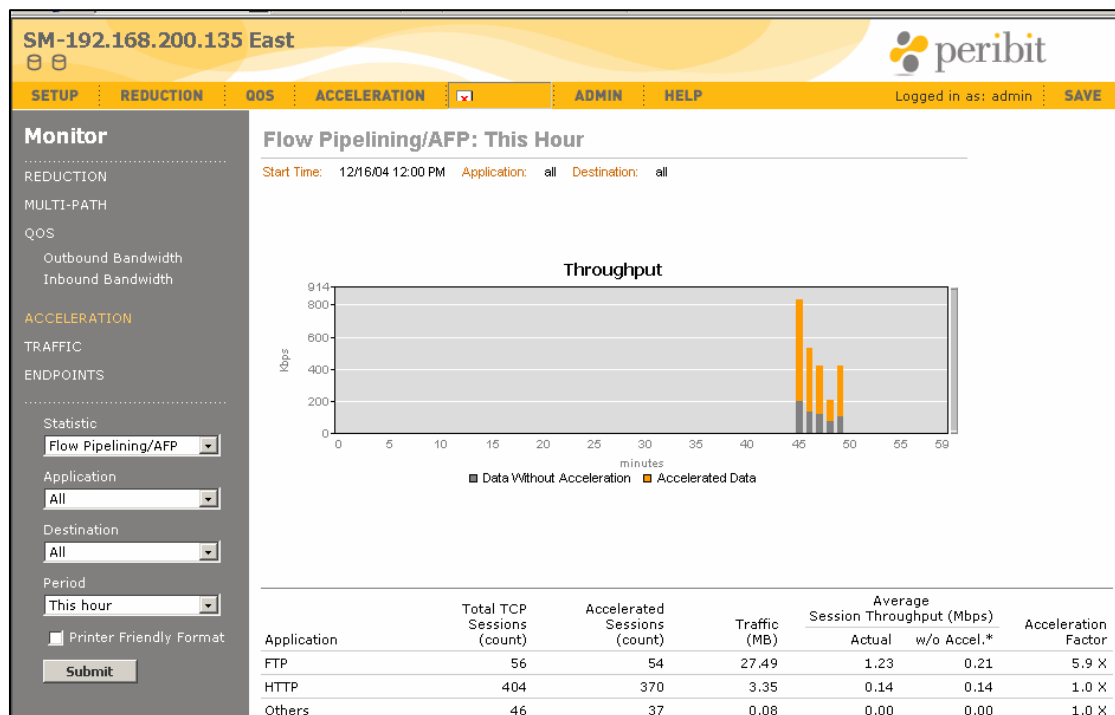 SM-192.168.200.135 East
peribit
SETUP REDUCTION QOS ACCELERATION ADMIN HELP Logged in as: admin SAVE
Monitor
REDUCTION
MULTI-PATH
QOS
Outbound Bandwidth
Inbound Bandwidth
ACCELERATION
TRAFFIC
ENDPOINTS
Statistic
Flow Pipelining/AFP
Application
All
Destination
All
Period
This hour
Printer Friendly Format
Submit
Flow Pipelining/AFP: This Hour
Start Time: 12/16/04 12:00 PM Application: all Destination: all
Throughput
914
800
600
400
200
0
Kbps
0 5 10 15 20 25 30 35 40 45 50 55 59
minutes
Data Without Acceleration Accelerated Data
Application Total TCP Sessions (count) Accelerated Sessions (count) Traffic (MB) Average Session Throughput (Mbps) Actual w/o Accel.* Acceleration Factor
FTP 56 54 27.49 1.23 0.21 5.9 X
HTTP 404 370 3.35 0.14 0.14 1.0 X
Others 46 37 0.08 0.00 0.00 1.0 X